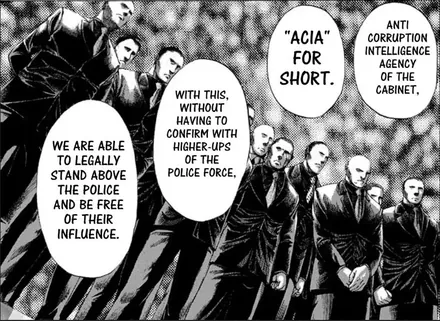 ANTI
CORRUPTION
INTELLIGENCE
AGENCY
OF THE
CABINET,
"ACIA"
FOR
SHORT.
WITH THIS,
WITHOUT
HAVING TO
CONFIRM WITH
HIGHER-UPS
OF THE
POLICE FORCE,
WE ARE ABLE
TO LEGALLY
STAND ABOVE
THE POLICE
AND BE FREE
OF THEIR
INFLUENCE.